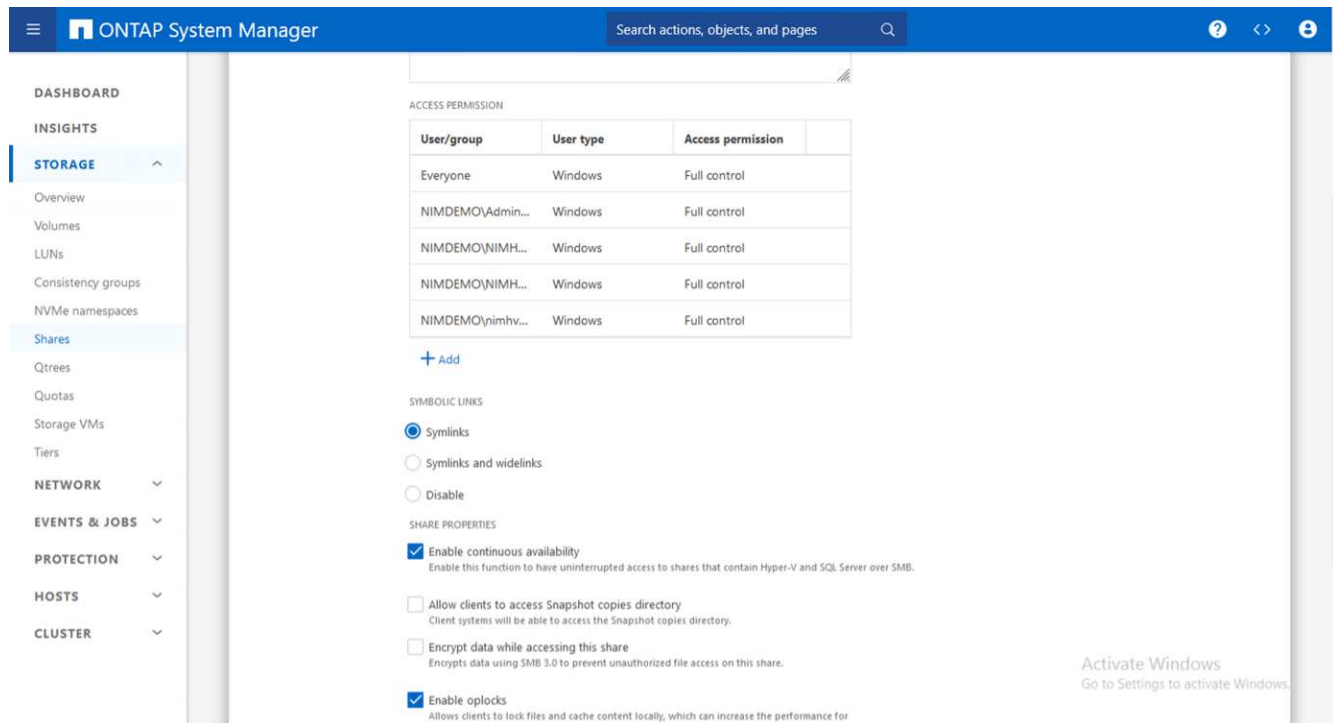 ONTAP System Manager
Search actions, objects, and pages
DASHBOARD
INSIGHTS
STORAGE
Overview
Volumes
LUNs
Consistency groups
NVMe namespaces
Shares
Qtrees
Quotas
Storage VMs
Tiers
NETWORK
EVENTS & JOBS
PROTECTION
HOSTS
CLUSTER
ACCESS PERMISSION
User/group User type Access permission
Everyone Windows Full control
NIMDEMO\Admin... Windows Full control
NIMDEMO\NIMH... Windows Full control
NIMDEMO\NIMH... Windows Full control
NIMDEMO\nimhv... Windows Full control
+ Add
SYMBOLIC LINKS
Symlinks
Symlinks and widelinks
Disable
SHARE PROPERTIES
Enable continuous availability
Enable this function to have uninterrupted access to shares that contain Hyper-V and SQL Server over SMB.
Allow clients to access Snapshot copies directory
Client systems will be able to access the Snapshot copies directory.
Encrypt data while accessing this share
Encrypts data using SMB 3.0 to prevent unauthorized file access on this share.
Enable oplocks
Allows clients to lock files and cache content locally, which can increase the performance for
Activate Windows
Go to Settings to activate Windows.